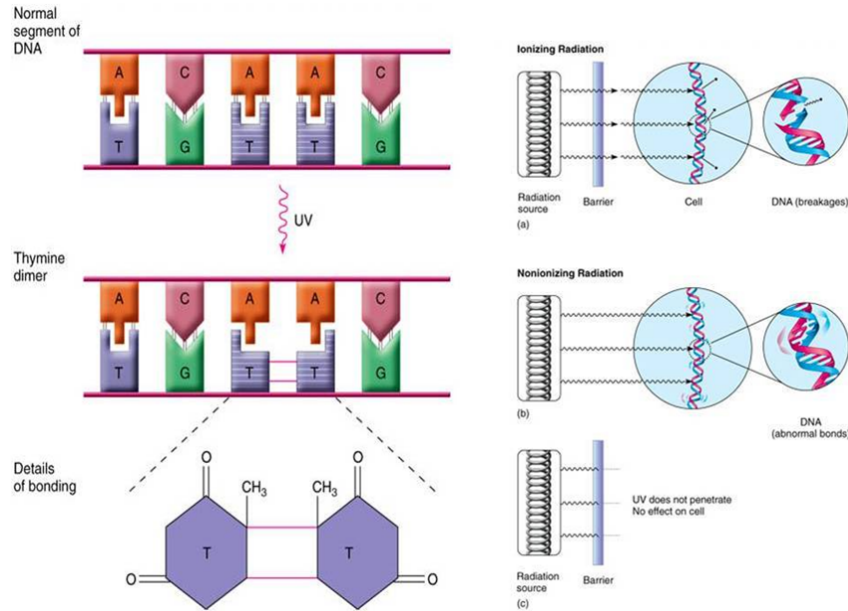 Normal
segment of
DNA
A C A A C
T G T T G
UV
Thymine
dimer
A C A A C
T G T T G
Details
of bonding
O O
CH3 CH3
T T
O O
Ionizing Radiation
Radiation
source
Barrier
Cell
DNA (breakages)
(a)
Nonionizing Radiation
(b)
DNA
(abnormal bonds)
UV does not penetrate
No effect on cell
Radiation
source
Barrier
(c)